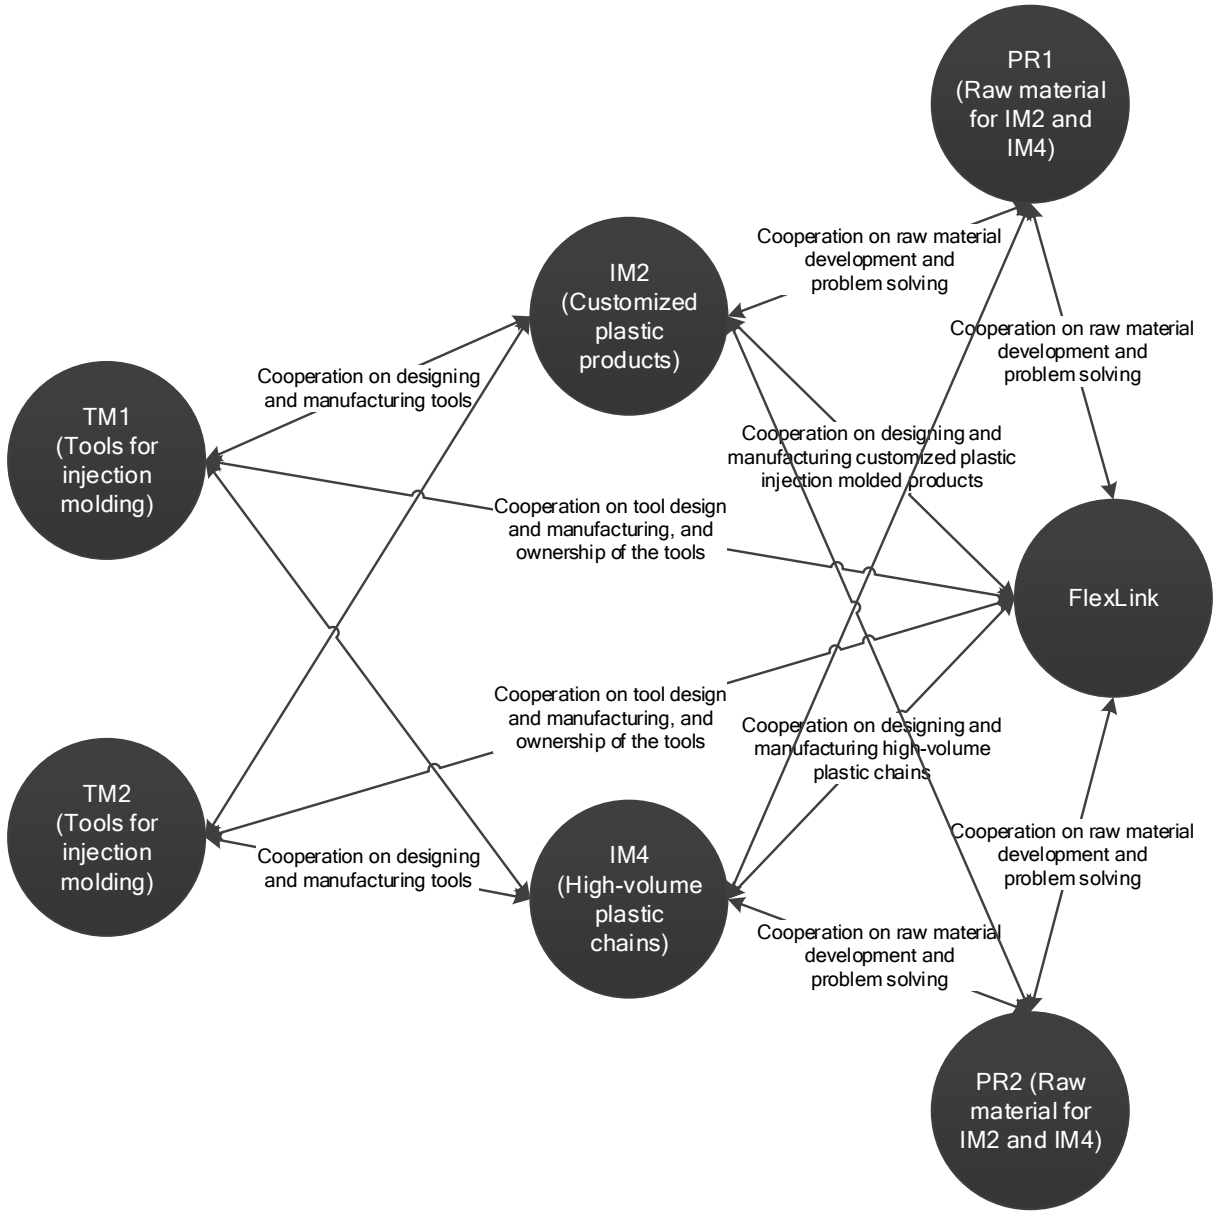 PR1
(Raw material
for IM2 and
IM4)
Cooperation on raw material
development and
problem solving
IM2
(Customized
plastic
products)
Cooperation on raw material
development and
problem solving
Cooperation on designing
and manufacturing tools
TM1
(Tools for
injection
molding)
Cooperation on designing and
manufacturing customized plastic
injection molded products
Cooperation on tool design
and manufacturing, and
ownership of the tools
FlexLink
Cooperation on tool design
and manufacturing, and
ownership of the tools
Cooperation on designing and
manufacturing high-volume
plastic chains
TM2
(Tools for
injection
molding)
Cooperation on designing
and manufacturing tools
IM4
(High-volume
plastic
chains)
Cooperation on raw material
development and
problem solving
Cooperation on raw material
development and
problem solving
PR2 (Raw
material for
IM2 and IM4)